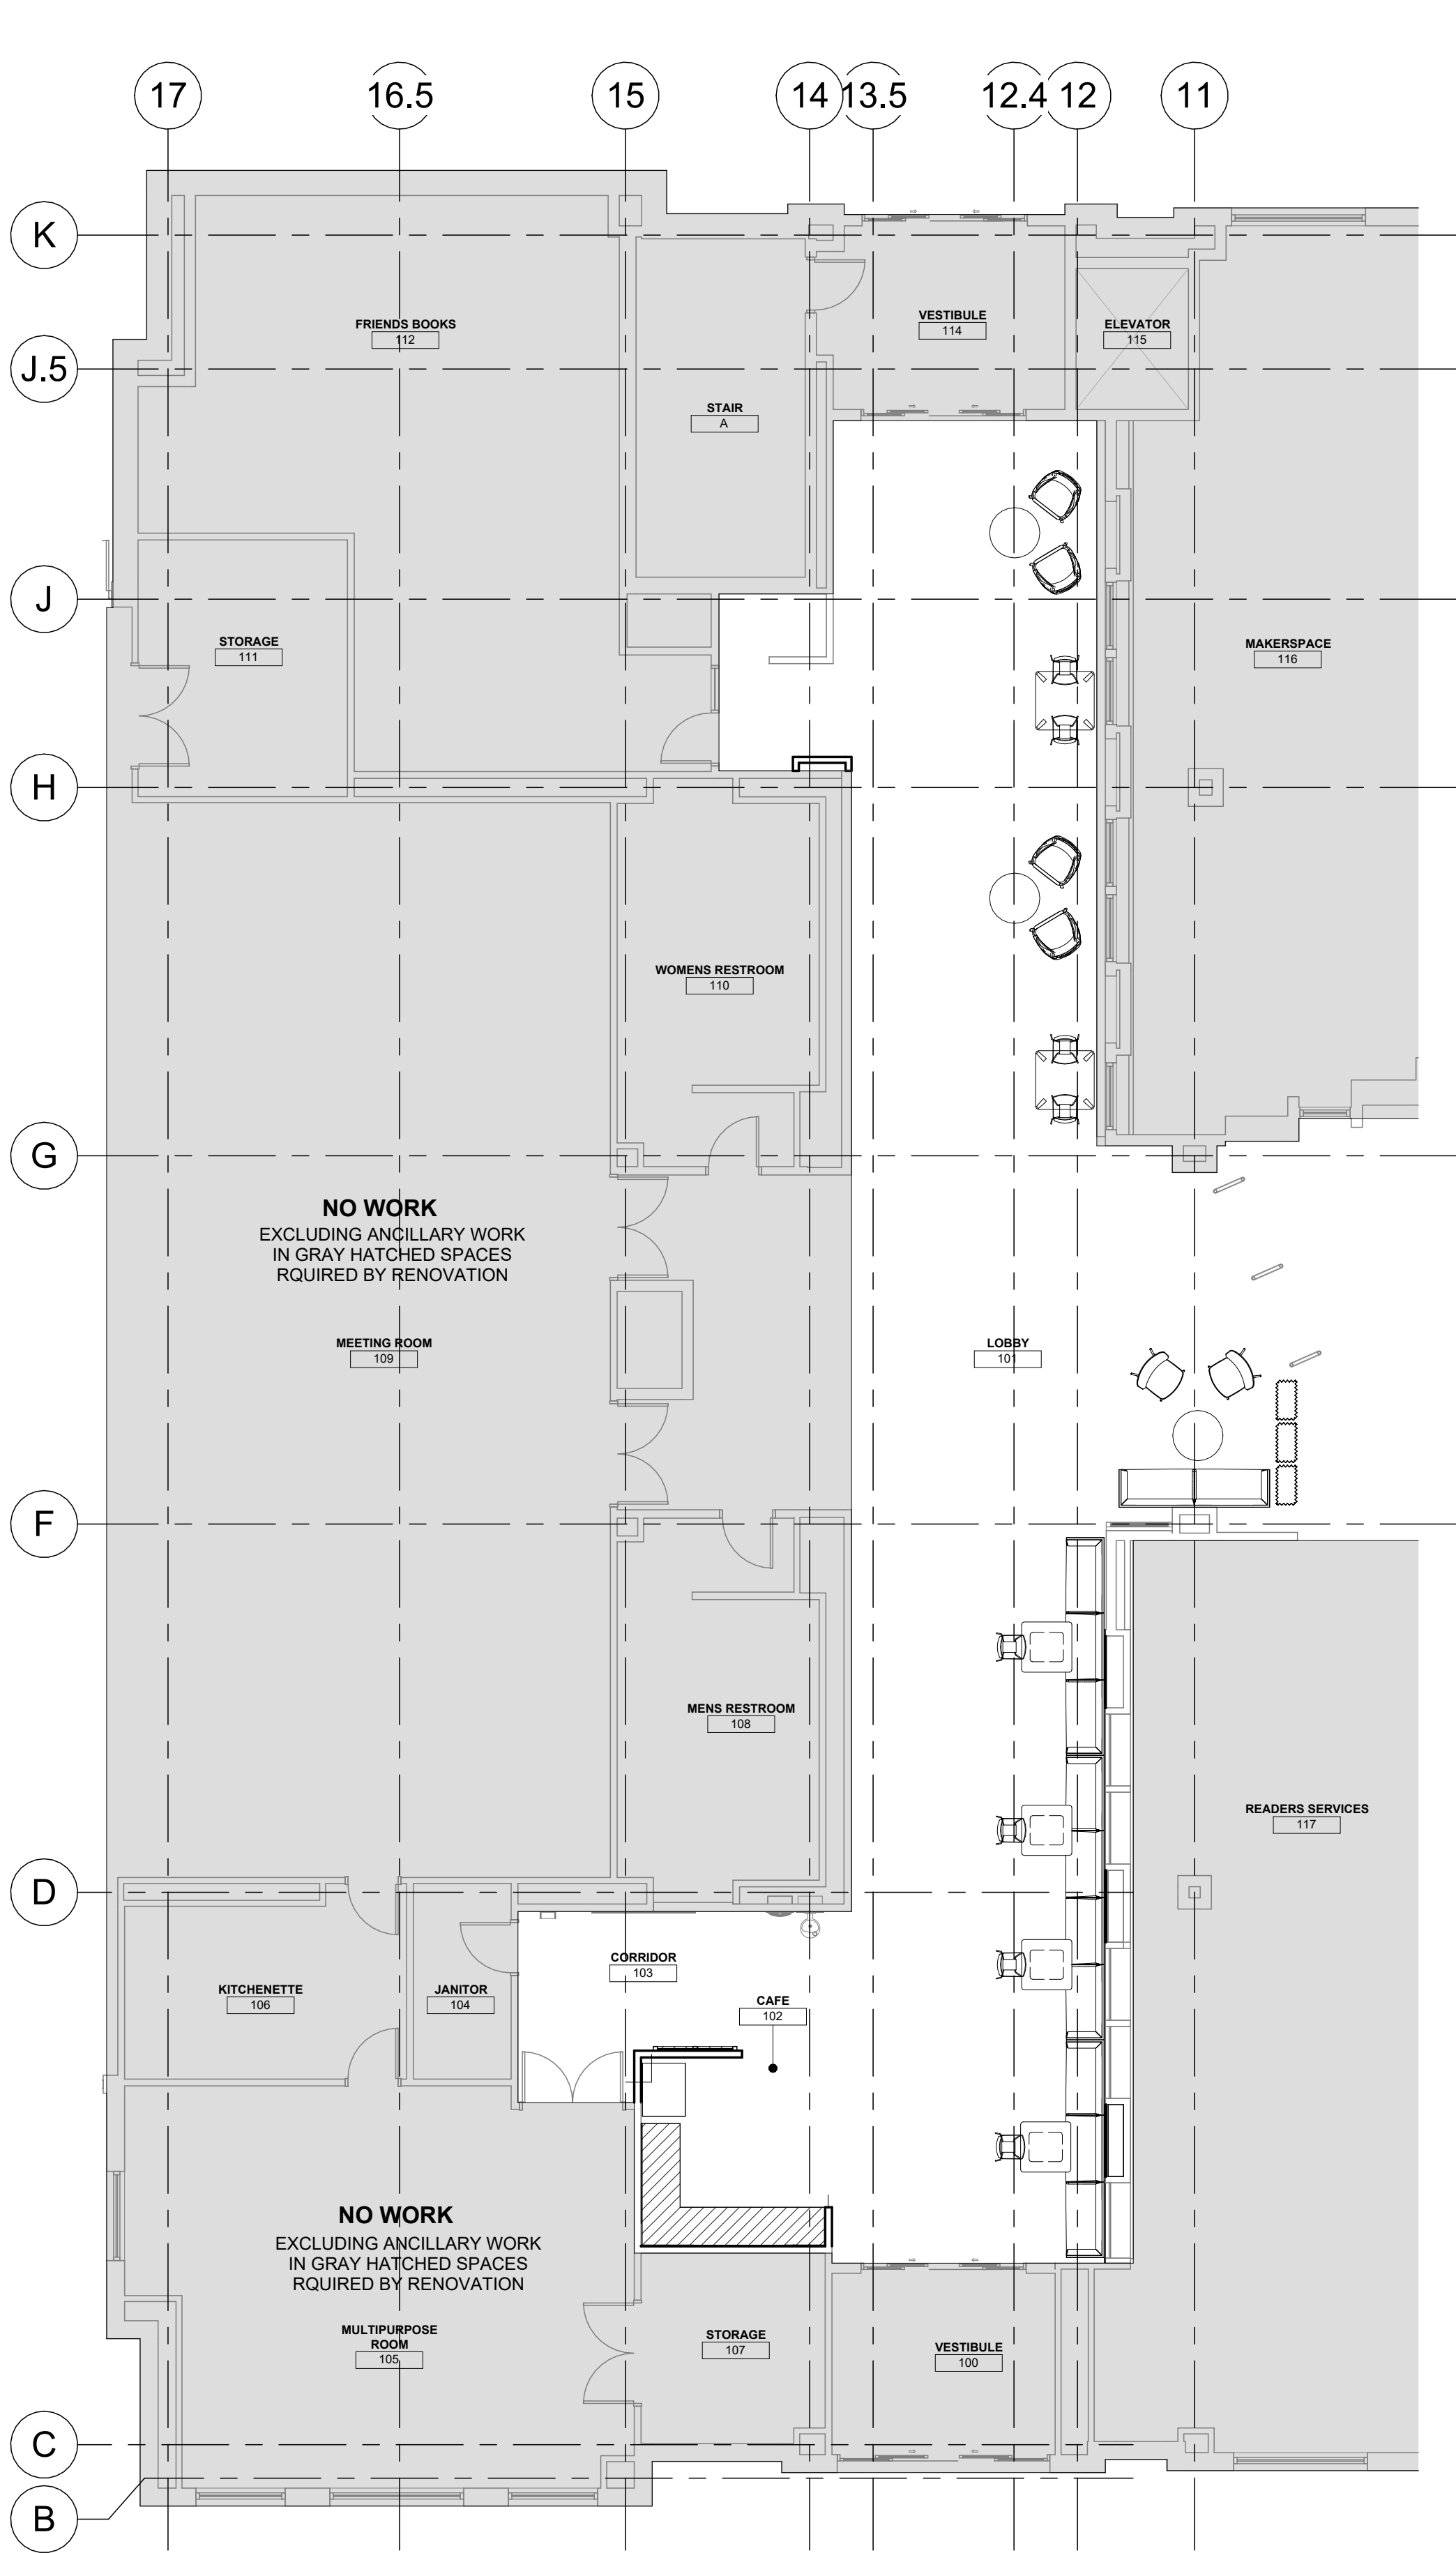 17
16.5
15
14
13.5
12.4
12
11
K
FRIENDS BOOKS
112
VESTIBULE
114
ELEVATOR
115
J.5
STAIR
A
J
STORAGE
111
MAKERSPACE
116
H
WOMENS RESTROOM
110
G
NO WORK
EXCLUDING ANCILLARY WORK
IN GRAY HATCHED SPACES
RQUIRED BY RENOVATION
MEETING ROOM
109
LOBBY
101
F
MENS RESTROOM
108
READERS SERVICES
117
D
CORRIDOR
103
KITCHENETTE
106
JANITOR
104
CAFE
102
NO WORK
EXCLUDING ANCILLARY WORK
IN GRAY HATCHED SPACES
RQUIRED BY RENOVATION
MULTIPURPOSE
ROOM
105
STORAGE
107
VESTIBULE
100
C
B